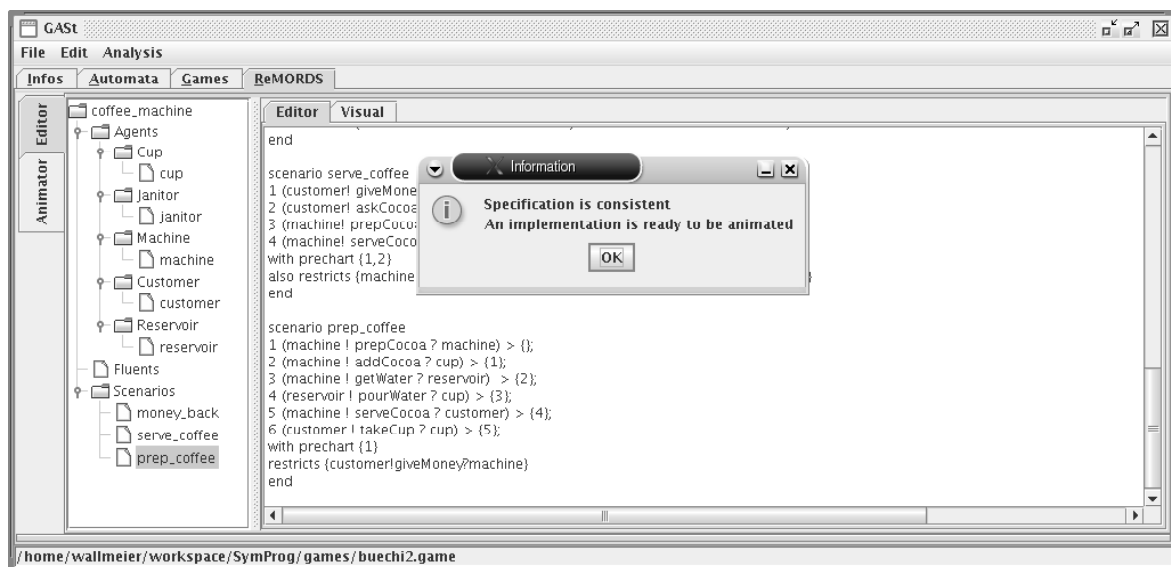 GASt
File Edit Analysis
Infos Automata Games ReMORDS
Editor
Animator
coffee_machine
Agents
Cup
cup
Janitor
janitor
Machine
machine
Customer
customer
Reservoir
reservoir
Fluents
Scenarios
money_back
serve_coffee
prep_coffee
Editor Visual
end
scenario serve_coffee
1 (customer! giveMone
2 (customer! askCocoa
3 (machine! prepCoco
4 (machine! serveCoco
with prechart {1,2}
also restricts {machine
end
scenario prep_coffee
1 (machine ! prepCocoa ? machine) > {};
2 (machine ! addCocoa ? cup) > {1};
3 (machine ! getWater ? reservoir) > {2};
4 (reservoir ! pourWater ? cup) > {3};
5 (machine ! serveCocoa ? customer) > {4};
6 (customer ! takeCup ? cup) > {5};
with prechart {1}
restricts {customer!giveMoney?machine}
end
Information
Specification is consistent
An implementation is ready to be animated
OK
/home/wallmeier/workspace/SymProg/games/buechi2.game